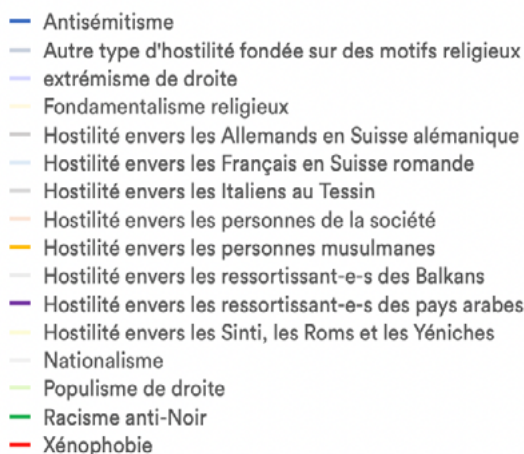 Antisémitisme
Autre type d'hostilité fondée sur des motifs religieux
extrémisme de droite
Fondamentalisme religieux
Hostilité envers les Allemands en Suisse alémanique
Hostilité envers les Français en Suisse romande
Hostilité envers les Italiens au Tessin
Hostilité envers les personnes de la société
Hostilité envers les personnes musulmanes
Hostilité envers les ressortissant-e-s des Balkans
Hostilité envers les ressortissant-e-s des pays arabes
Hostilité envers les Sinti, les Roms et les Yéniches
Nationalisme
Populisme de droite
Racisme anti-Noir
Xénophobie